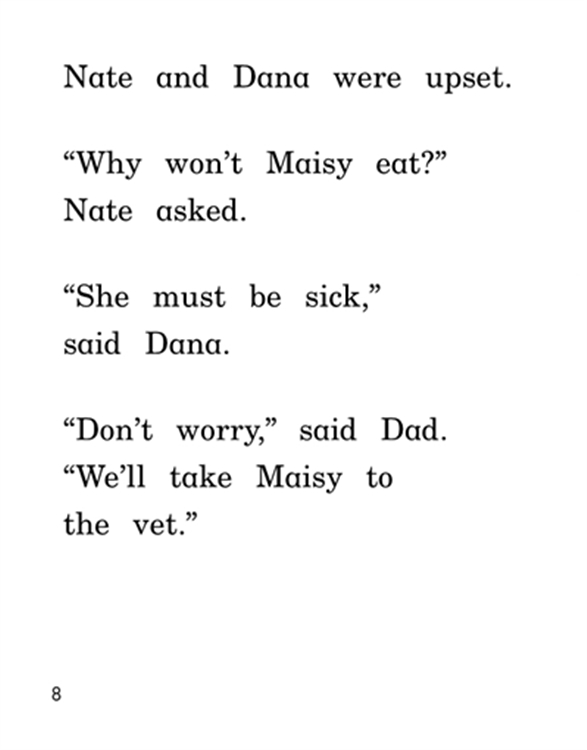 Nate and Dana were upset.
“Why won’t Maisy eat?”
Nate asked.
“She must be sick,”
said Dana.
“Don’t worry,” said Dad.
“We’ll take Maisy to
the vet.”
8